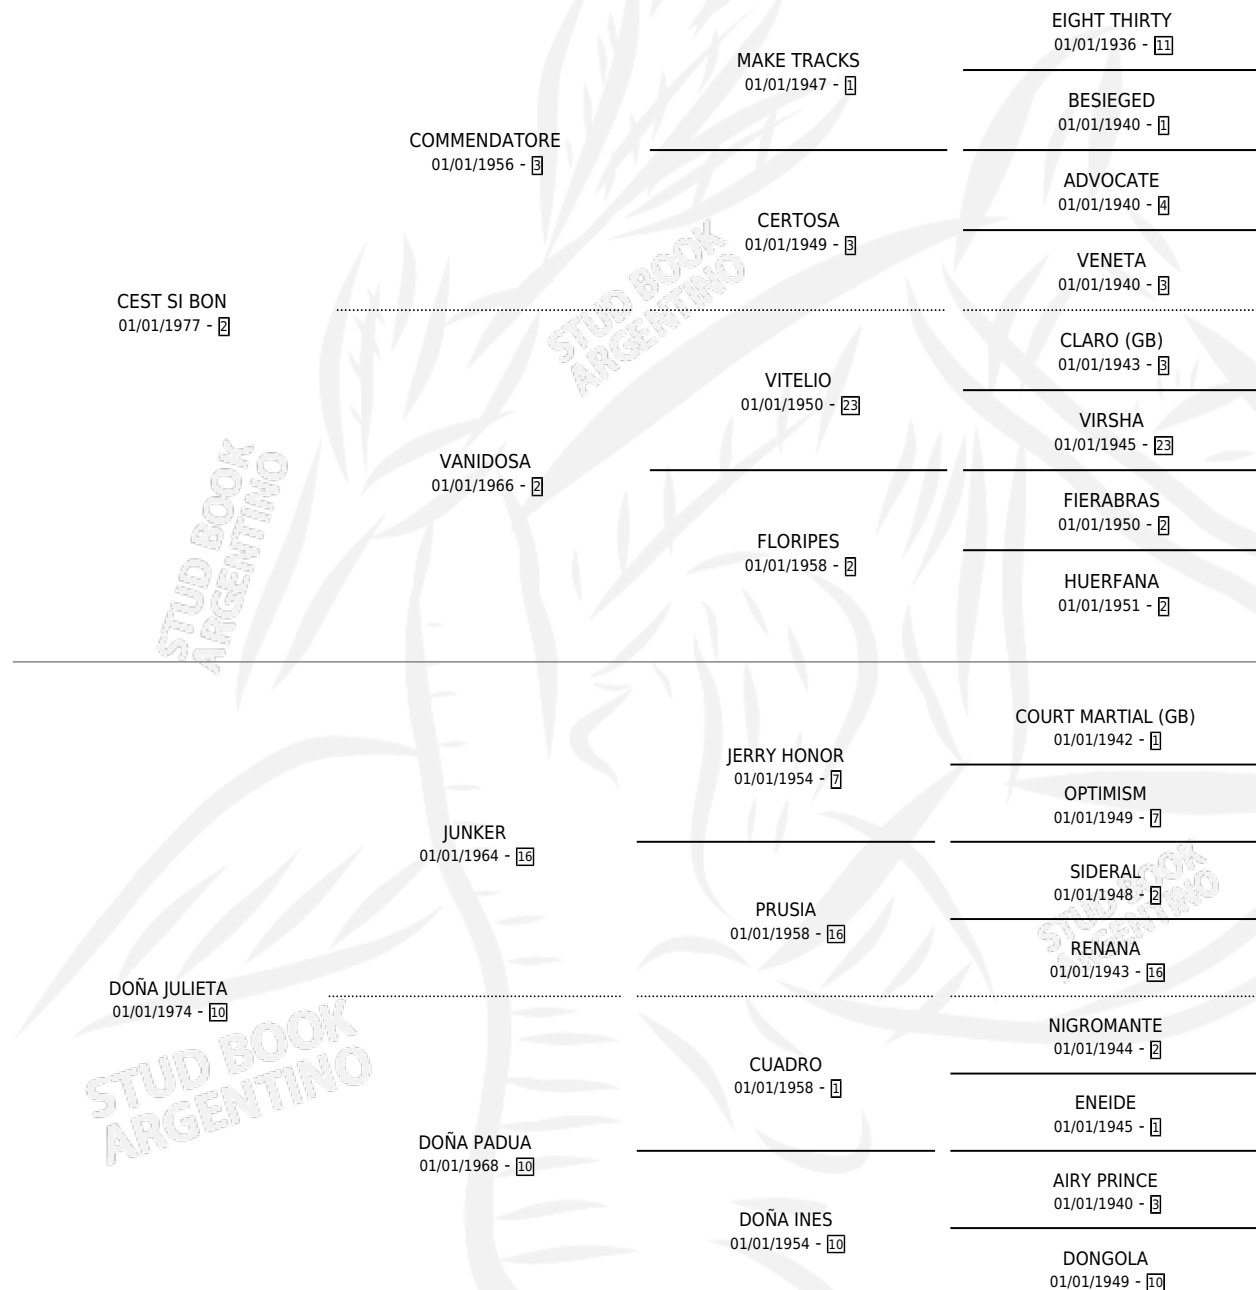 EIGHT THIRTY
01/01/1936 - 11
MAKE TRACKS
01/01/1947 - 1
BESIEGED
01/01/1940 - 1
COMMENDATORE
01/01/1956 - 3
ADVOCATE
01/01/1940 - 4
CERTOSA
01/01/1949 - 3
VENETA
01/01/1940 - 3
CEST SI BON
01/01/1977 - 2
STUD BOOK
ARGENTINO
CLARO (GB)
01/01/1943 - 3
VITELIO
01/01/1950 - 23
VIRSHA
01/01/1945 - 23
VANIDOSA
01/01/1966 - 2
FIERABRAS
01/01/1950 - 2
FLORIPES
01/01/1958 - 2
HUERFANA
01/01/1951 - 2
STUD BOOK
ARGENTINO
COURT MARTIAL (GB)
01/01/1942 - 1
JERRY HONOR
01/01/1954 - 7
OPTIMISM
01/01/1949 - 7
JUNKER
01/01/1964 - 16
SIDERAL
01/01/1948 - 2
PRUSIA
01/01/1958 - 16
RENANA
01/01/1943 - 16
STUD BOOK
ARGENTINO
DOÑA JULIETA
01/01/1974 - 10
NIGROMANTE
01/01/1944 - 2
CUADRO
01/01/1958 - 1
ENEIDE
01/01/1945 - 1
STUD BOOK
ARGENTINO
DOÑA PADUA
01/01/1968 - 10
AIRY PRINCE
01/01/1940 - 3
DOÑA INES
01/01/1954 - 10
DONGOLA
01/01/1949 - 10